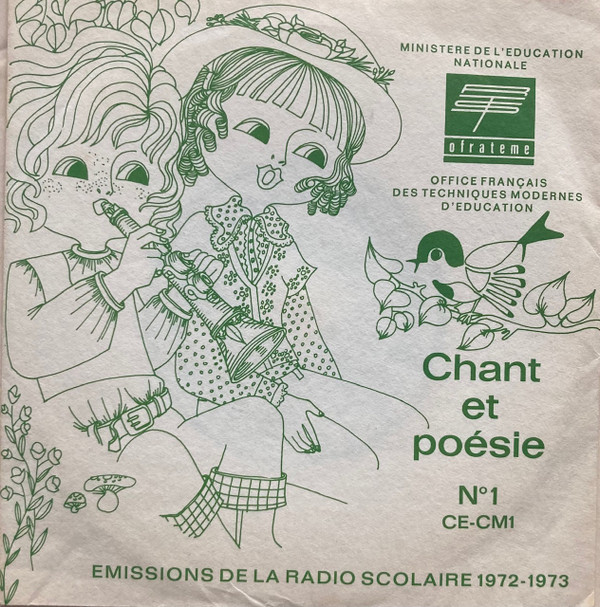 MINISTERE DE L'EDUCATION
NATIONALE
ofrateme
OFFICE FRANÇAIS
DES TECHNIQUES MODERNES
D'EDUCATION
Chant
et
poésie
N°1
CE-CM1
EMISSIONS DE LA RADIO SCOLAIRE 1972-1973